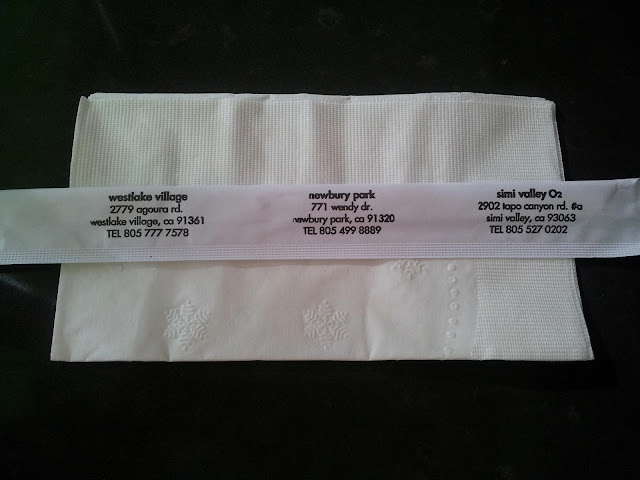 westlake village
2779 agoura rd.
westlake village, ca 91361
TEL 805 777 7578
newbury park
771 wendy dr.
newbury park, ca 91320
TEL 805 499 8889
simi valley O2
2902 tapo canyon rd. #a
simi valley, ca 93063
TEL 805 527 0202